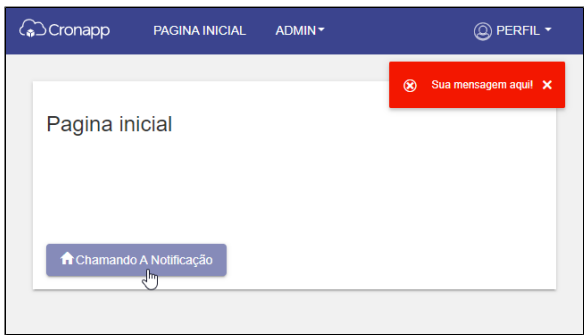 Cronapp PAGINA INICIAL ADMIN PERFIL
Sua mensagem aqui!
Pagina inicial
Chamando A Notificação